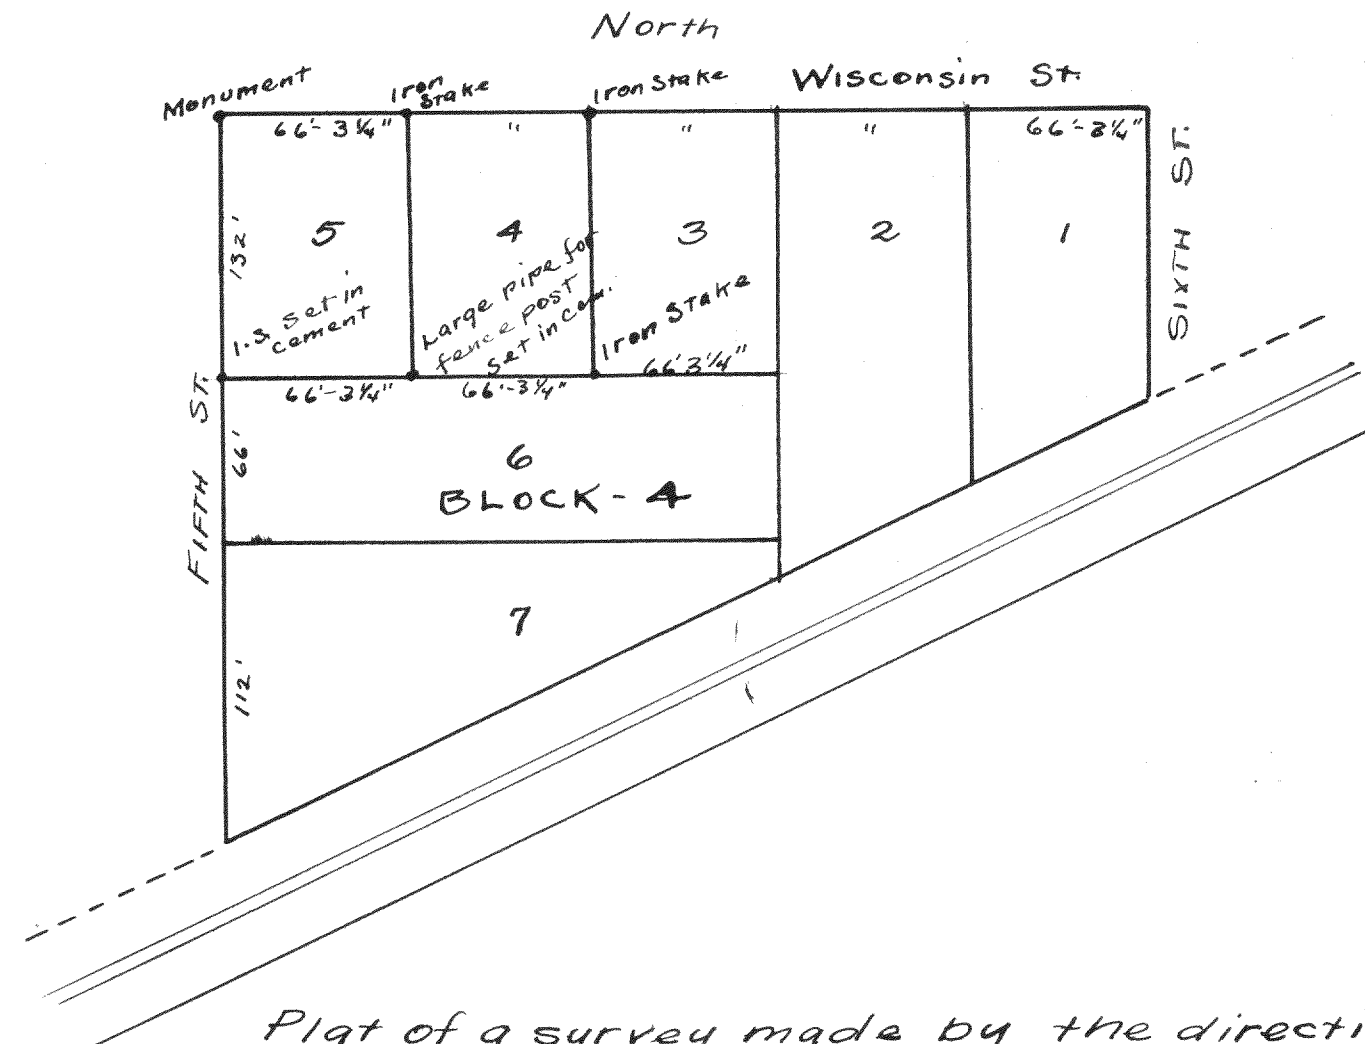 North
Monument
Iron
Stake
Iron Stake
Wisconsin St.
66'-3¼"
"
"
"
66'-3¼"
SIXTH ST.
132'
5
4
3
2
1
I.S. set in
cement
Large pipe for
fence post
set in cem.
Iron Stake
66'3¼"
66'-3¼"
66'-3¼"
FIFTH ST.
66'
6
BLOCK-4
7
112'
Plat of a survey made by the directi